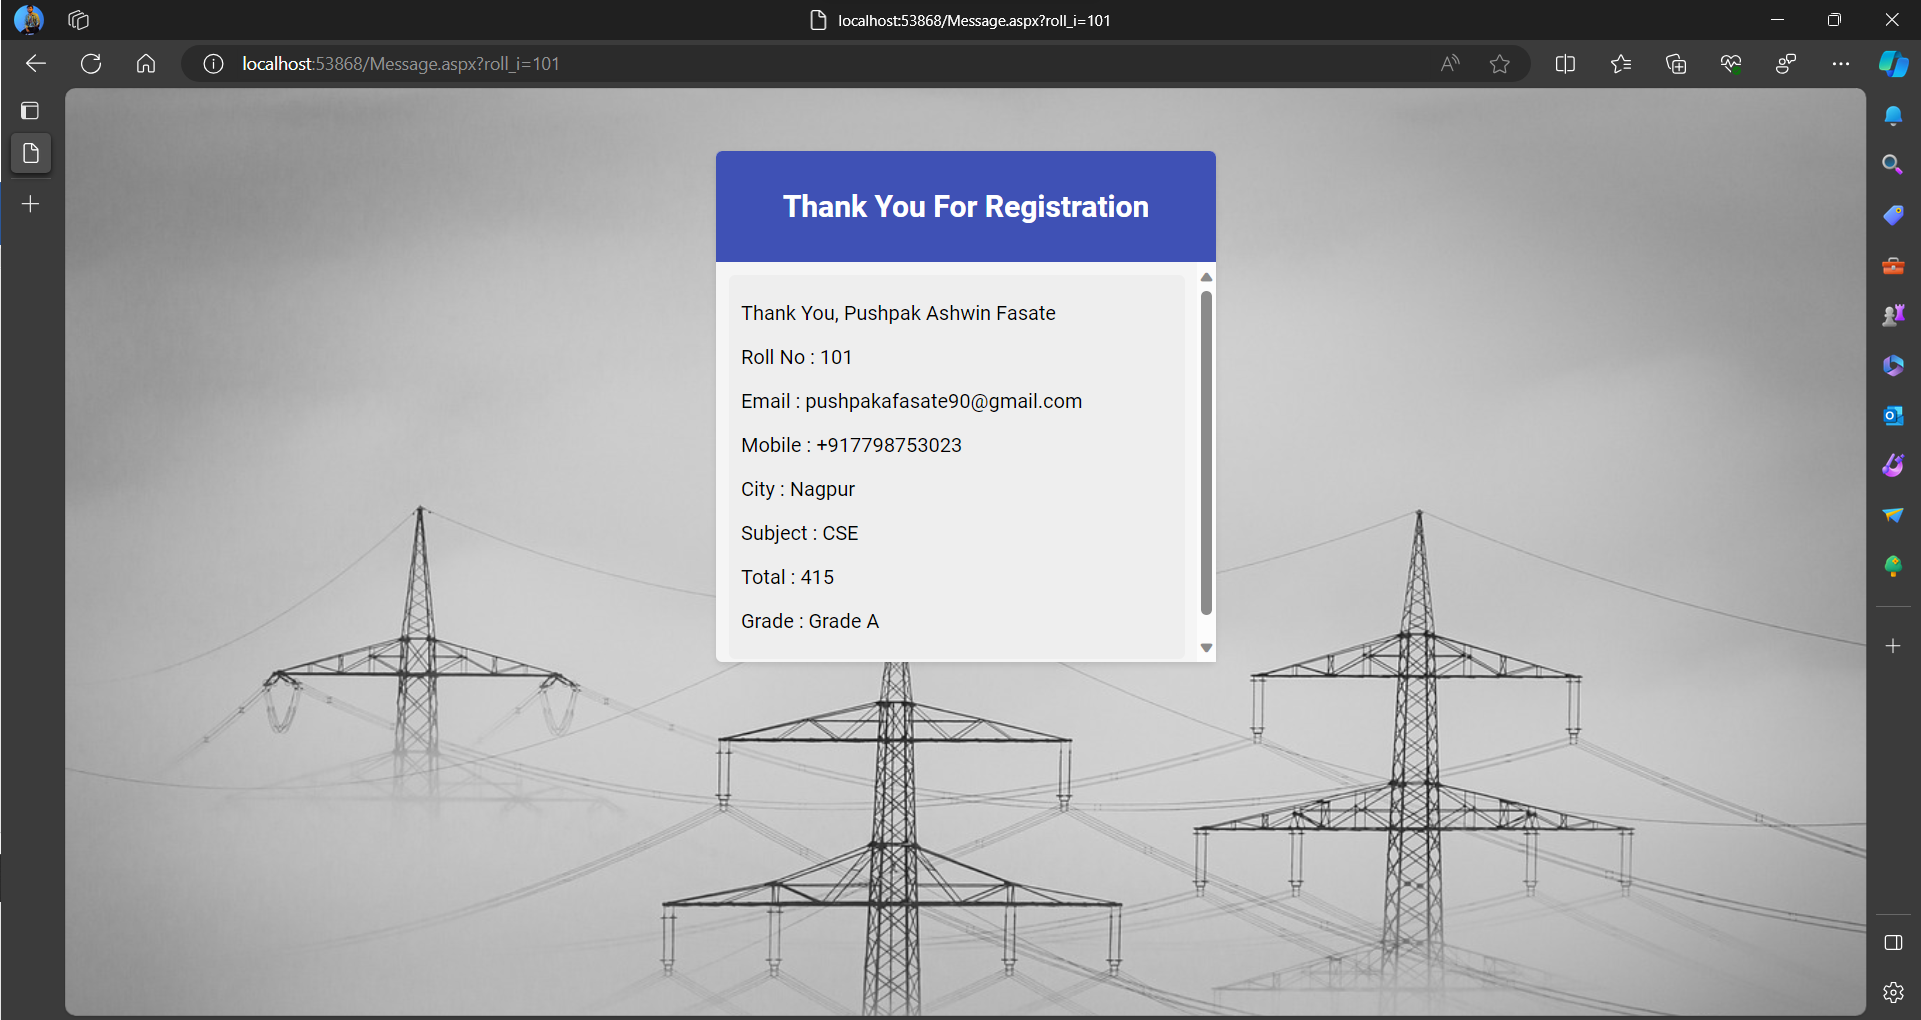 localhost:53868/Message.aspx?roll_i=101
localhost:53868/Message.aspx?roll_i=101
Thank You For Registration
Thank You, Pushpak Ashwin Fasate
Roll No : 101
Email : pushpakafasate90@gmail.com
Mobile : +917798753023
City : Nagpur
Subject : CSE
Total : 415
Grade : Grade A